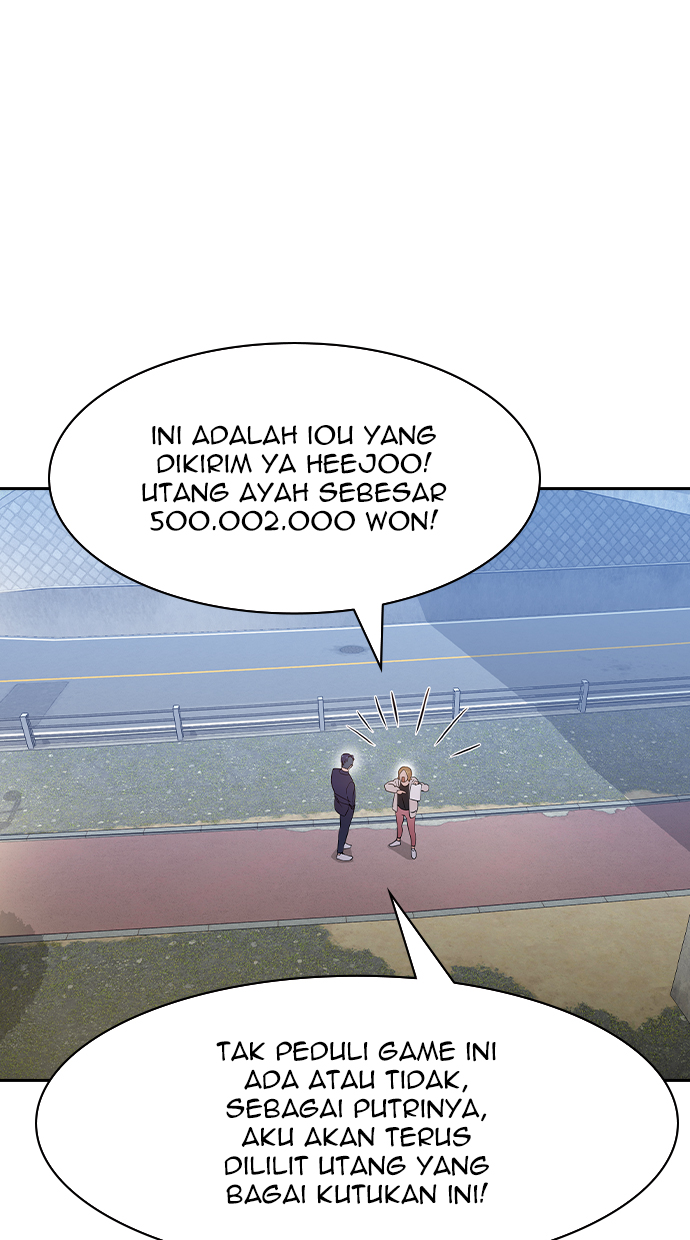 INI ADALAH IOU YANG
DIKIRIM YA HEEJOO!
UTANG AYAH SEBESAR
500.002.000 WON!
TAK PEDULI GAME INI
ADA ATAU TIDAK,
SEBAGAI PUTRINYA,
AKU AKAN TERUS
DILILIT UTANG YANG
BAGAI KUTUKAN INI!